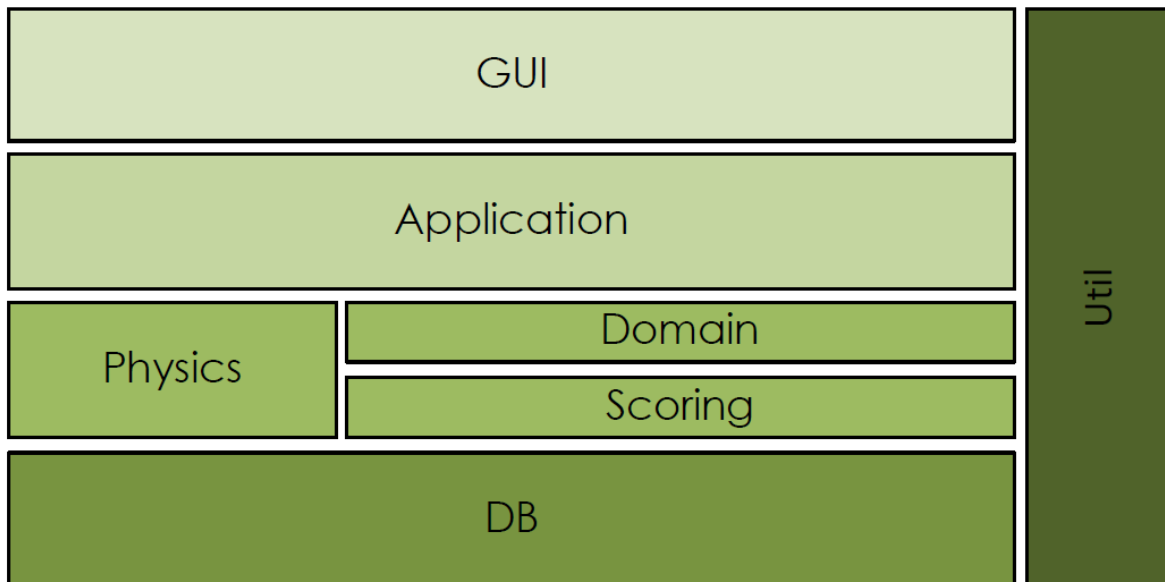 GUI
Application
Physics
Domain
Scoring
DB
Util